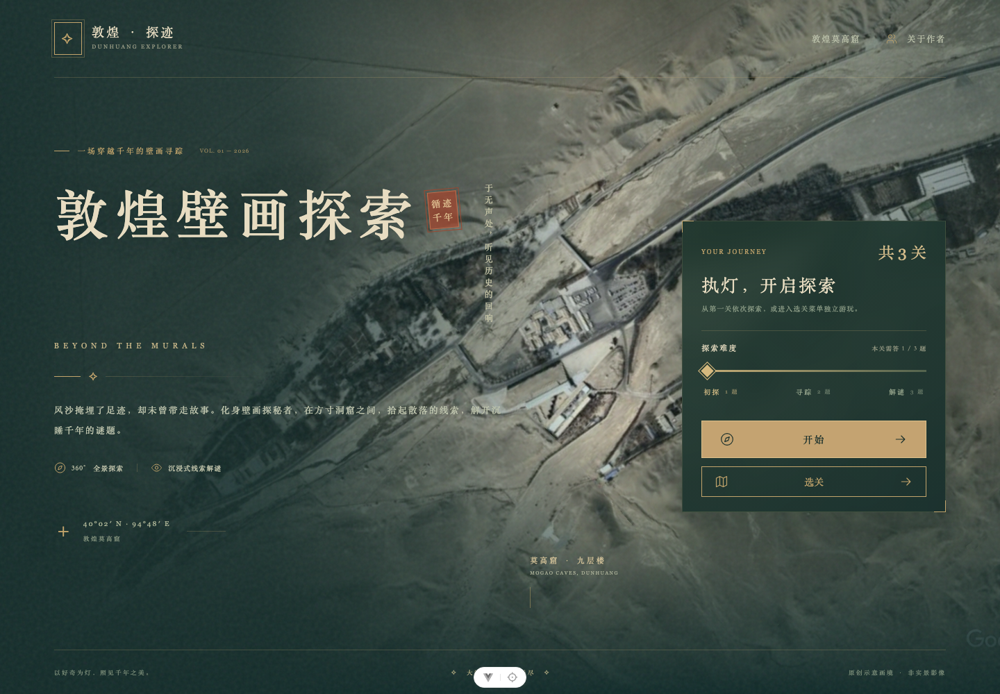 敦煌 · 探迹
DUNHUANG EXPLORER
敦煌莫高窟
关于作者
一场穿越千年的壁画寻踪
VOL. 01 — 2026
敦煌壁画探索
循迹
千年
于无声处，听见历史的回响
BEYOND THE MURALS
风沙掩埋了足迹，却未曾带走故事。化身壁画探秘者，在方寸洞窟之间，拾起散落的线索，解开沉
睡千年的谜题。
360° 全景探索
沉浸式线索解谜
40°02′ N · 94°48′ E
敦煌莫高窟
YOUR JOURNEY
共 3 关
执灯，开启探索
从第一关依次探索，或进入选关菜单独立游玩。
探索难度
本关需答 1 / 3 题
初探 1 题
寻踪 2 题
解谜 3 题
开始
选关
莫高窟 · 九层楼
MOGAO CAVES, DUNHUANG
以好奇为灯，照见千年之美。
大
尽
原创示意画境 · 非实景影像